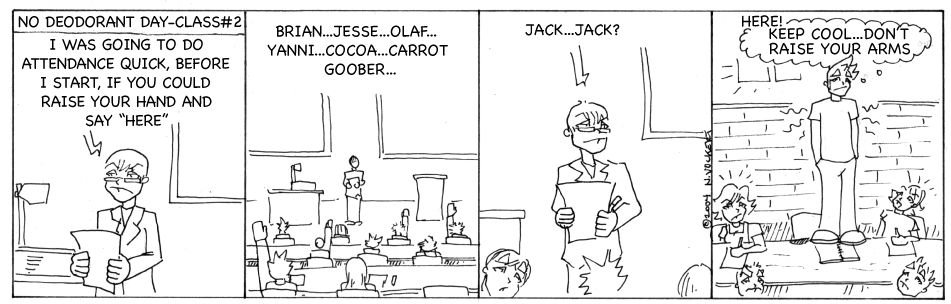 NO DEODORANT DAY-CLASS#2
I WAS GOING TO DO
ATTENDANCE QUICK, BEFORE
I START, IF YOU COULD
RAISE YOUR HAND AND
SAY "HERE"
BRIAN...JESSE...OLAF...
YANNI...COCOA...CARROT
GOOBER...
JACK...JACK?
©2004 N.VOCKEY
HERE!
KEEP COOL...DON'T
RAISE YOUR ARMS